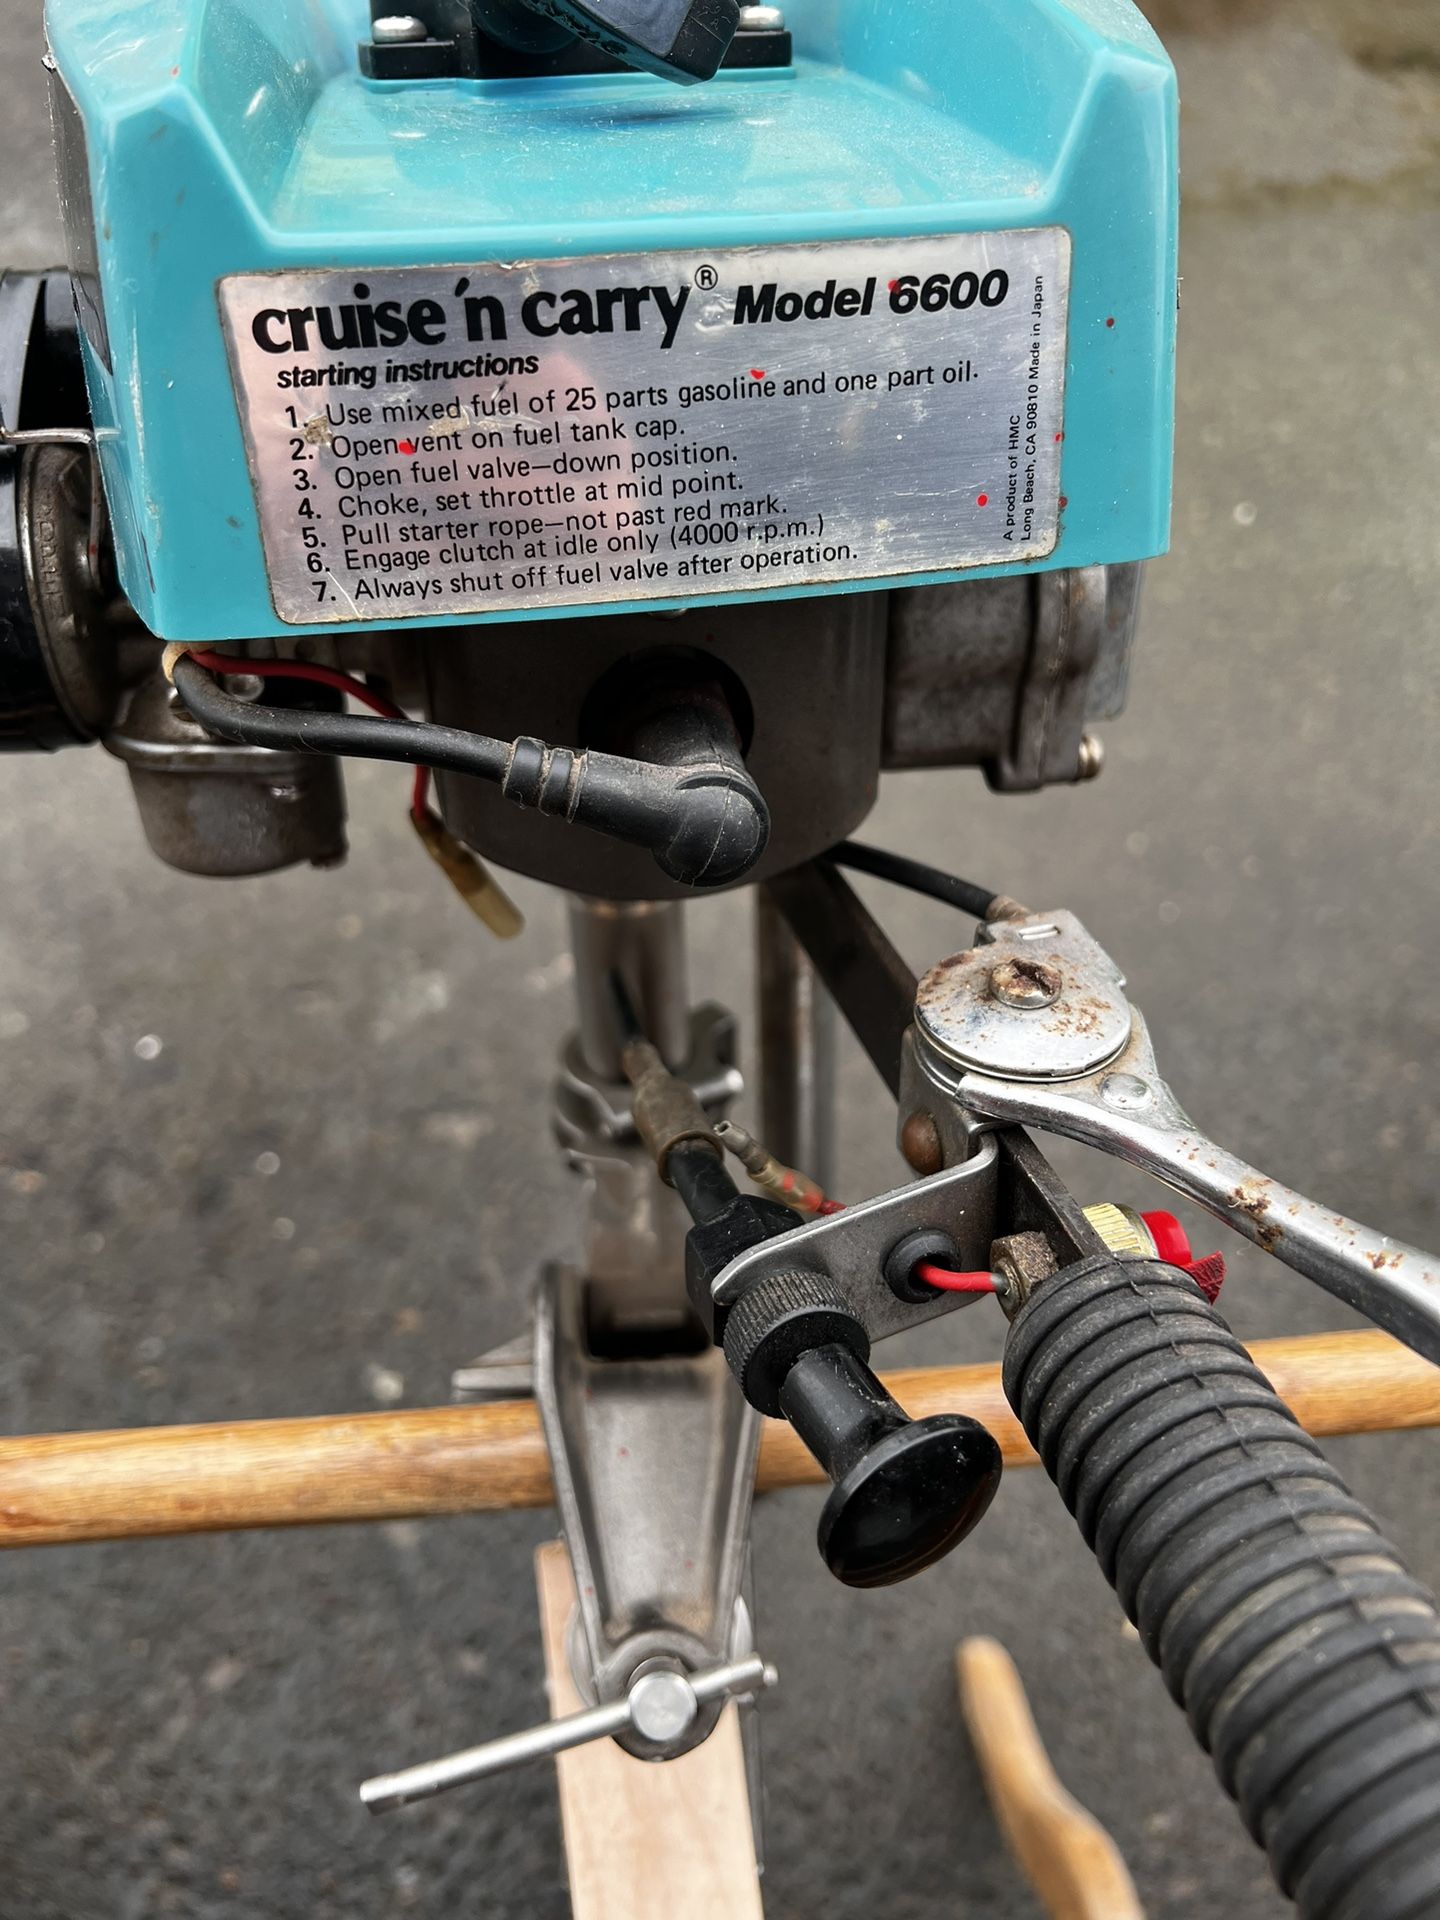 cruise 'n carry® Model 6600
starting instructions
1. Use mixed fuel of 25 parts gasoline and one part oil.
2. Open vent on fuel tank cap.
3. Open fuel valve—down position.
4. Choke, set throttle at mid point.
5. Pull starter rope—not past red mark.
6. Engage clutch at idle only (4000 r.p.m.)
7. Always shut off fuel valve after operation.
A product of HMC
Long Beach, CA 90810 Made in Japan